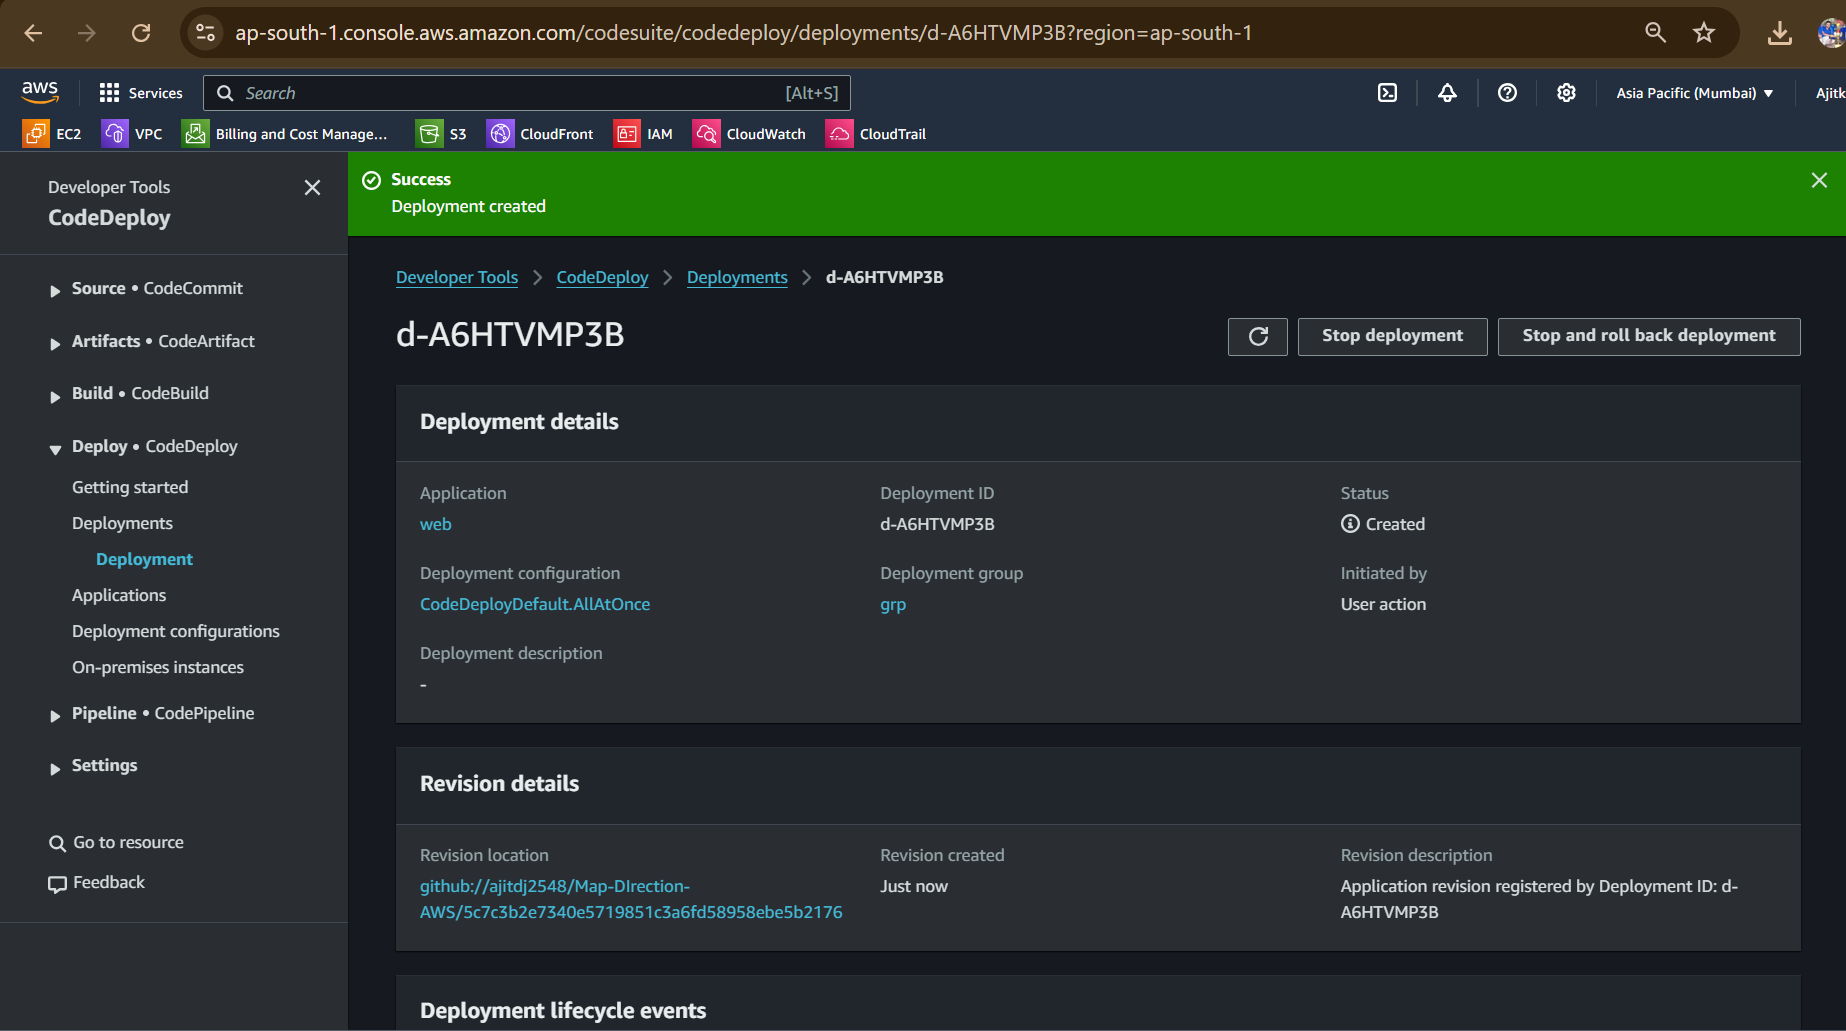 ap-south-1.console.aws.amazon.com/codesuite/codedeploy/deployments/d-A6HTVMP3B?region=ap-south-1
aws
Services
Search
[Alt+S]
Asia Pacific (Mumbai)
Ajitk
EC2
VPC
Billing and Cost Manage...
S3
CloudFront
IAM
CloudWatch
CloudTrail
Developer Tools
CodeDeploy
Source • CodeCommit
Artifacts • CodeArtifact
Build • CodeBuild
Deploy • CodeDeploy
Getting started
Deployments
Deployment
Applications
Deployment configurations
On-premises instances
Pipeline • CodePipeline
Settings
Go to resource
Feedback
Success
Deployment created
Developer Tools
CodeDeploy
Deployments
d-A6HTVMP3B
d-A6HTVMP3B
Stop deployment
Stop and roll back deployment
Deployment details
Application
web
Deployment ID
d-A6HTVMP3B
Status
Created
Deployment configuration
CodeDeployDefault.AllAtOnce
Deployment group
grp
Initiated by
User action
Deployment description
-
Revision details
Revision location
github://ajitdj2548/Map-DIrection-
AWS/5c7c3b2e7340e5719851c3a6fd58958ebe5b2176
Revision created
Just now
Revision description
Application revision registered by Deployment ID: d-
A6HTVMP3B
Deployment lifecycle events